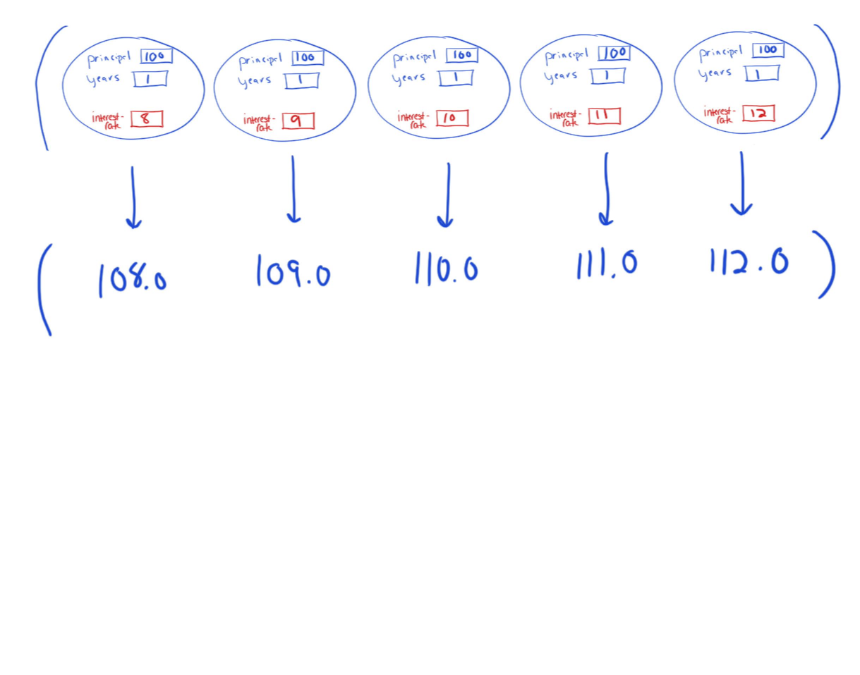 principal 100 principal 100 principal 100 principal 100 principal 100
years 1 years 1 years 1 years 1 years 1
interest- 8 interest- 9 interest- 10 interest- 11 interest- 12
rate rate rate rate rate
( 108.0 109.0 110.0 111.0 112.0 )